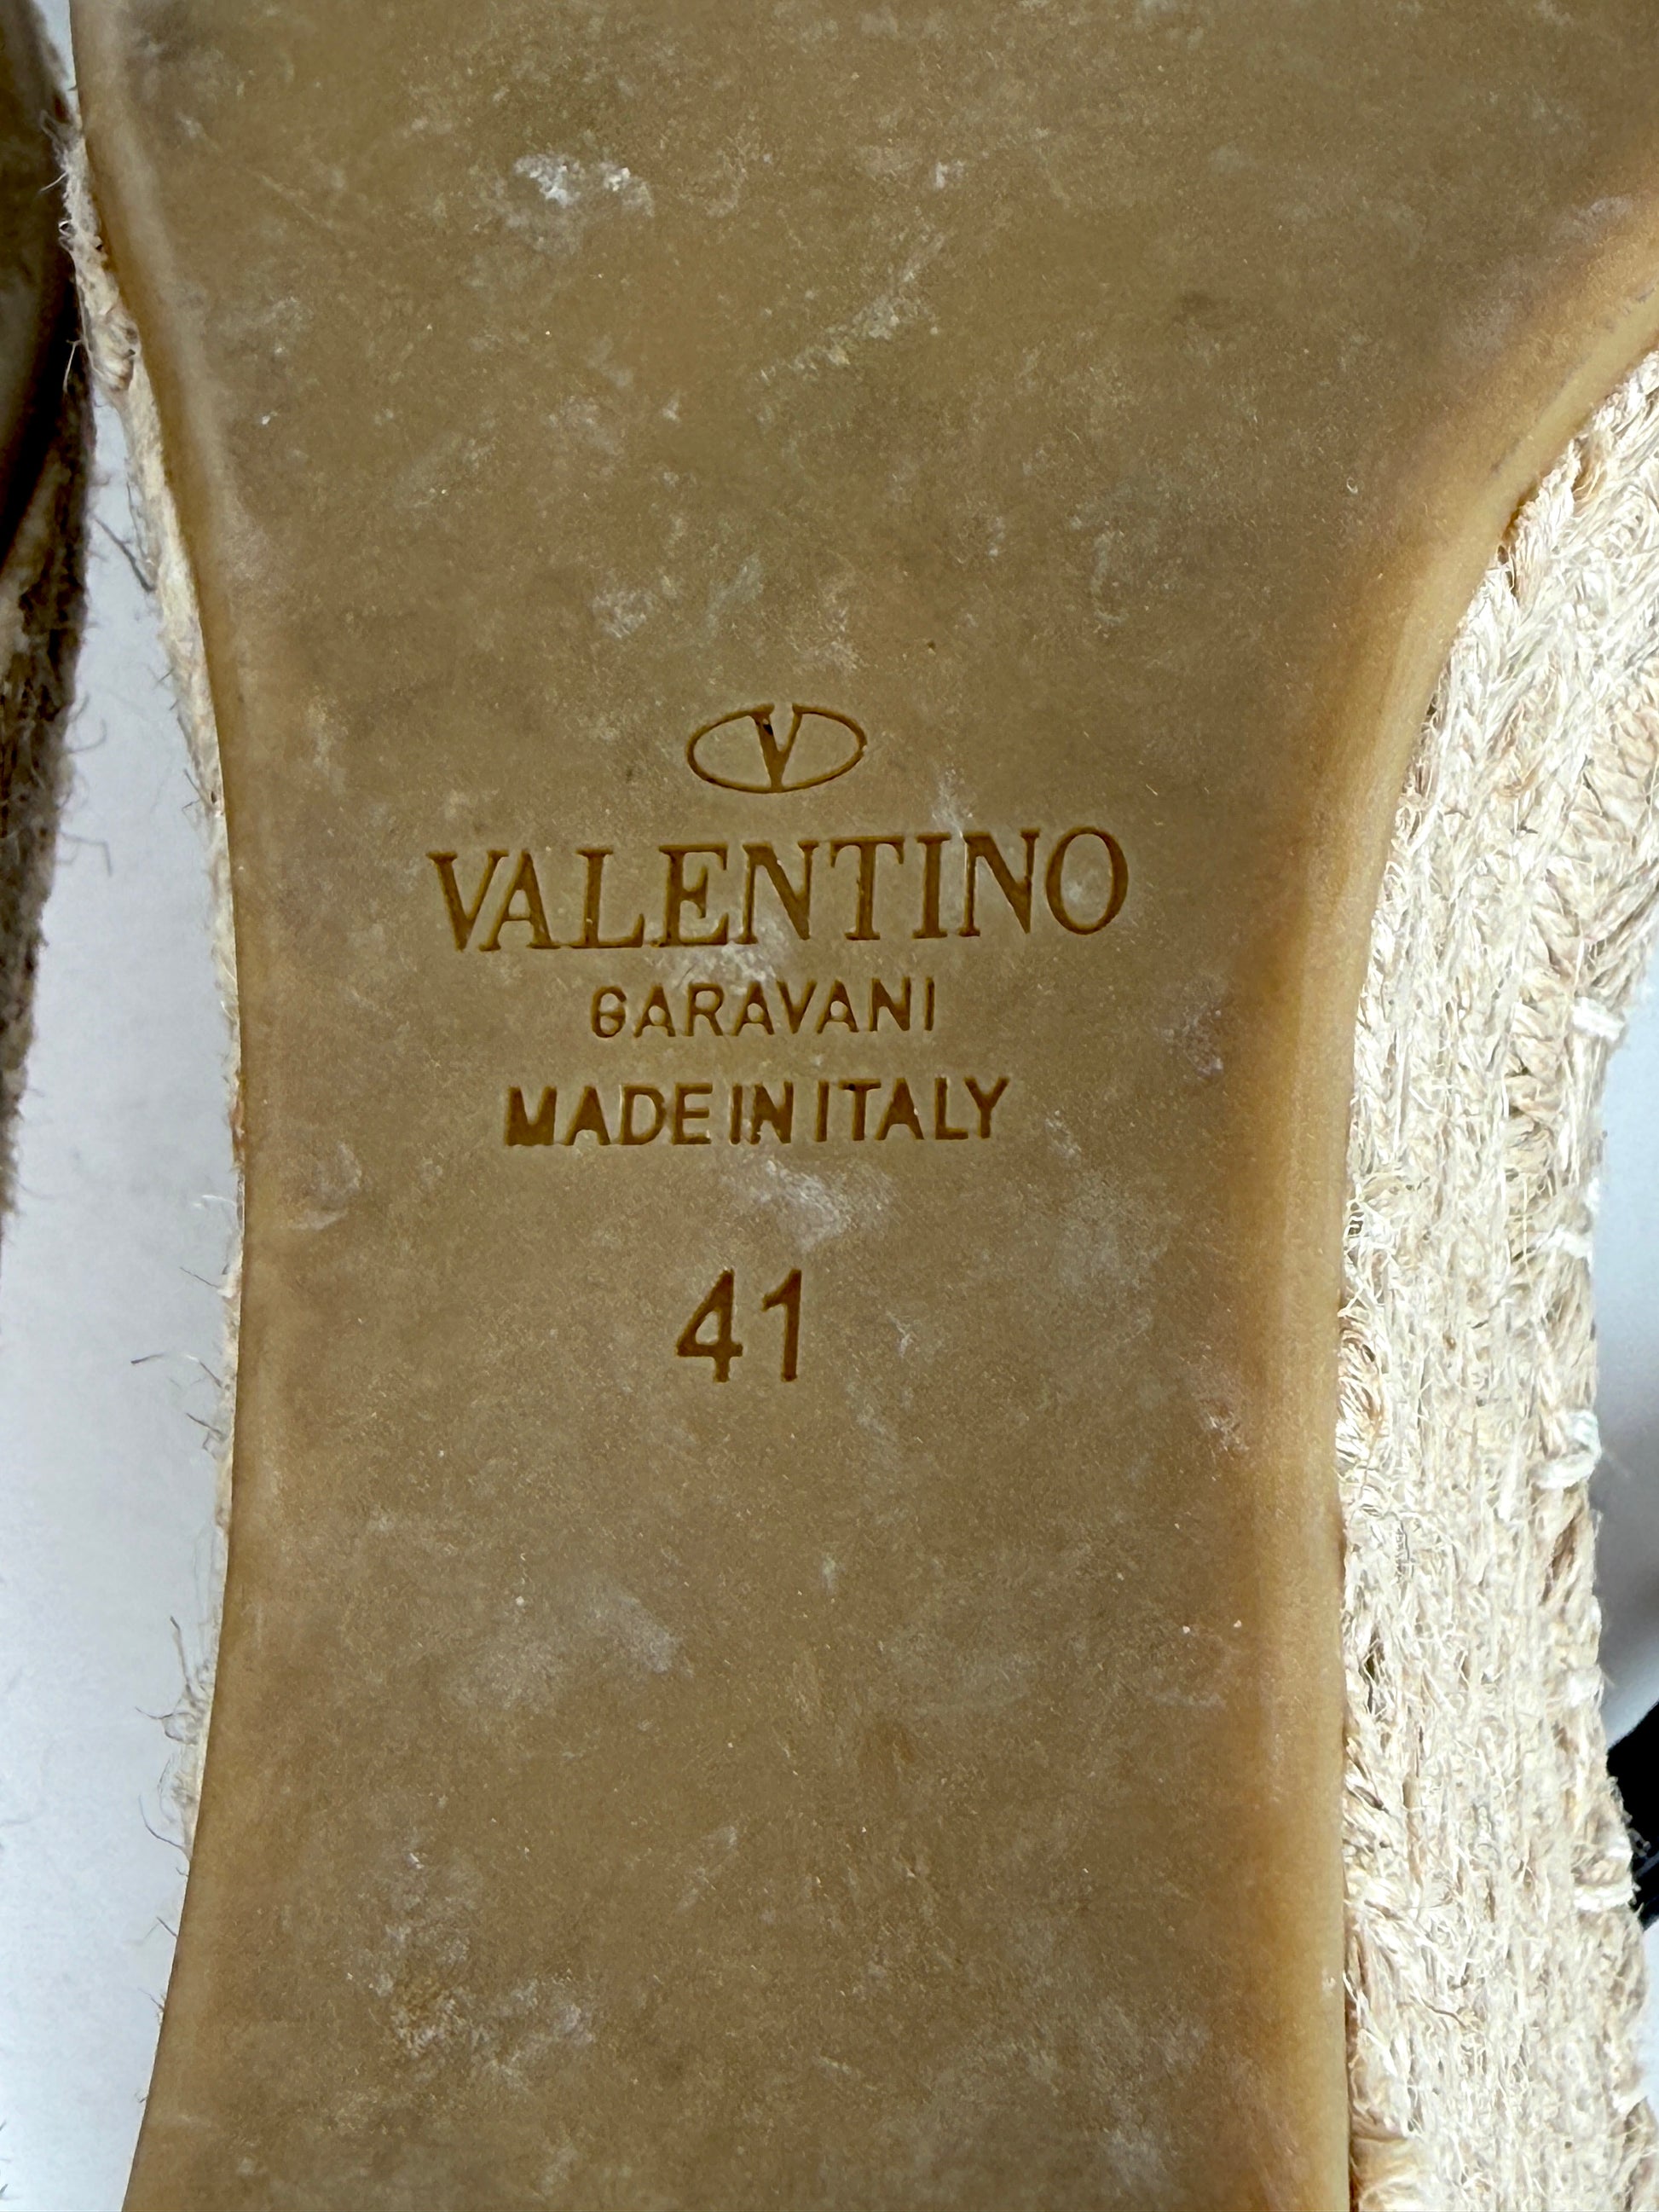 V
VALENTINO
GARAVANI
MADE IN ITALY
41